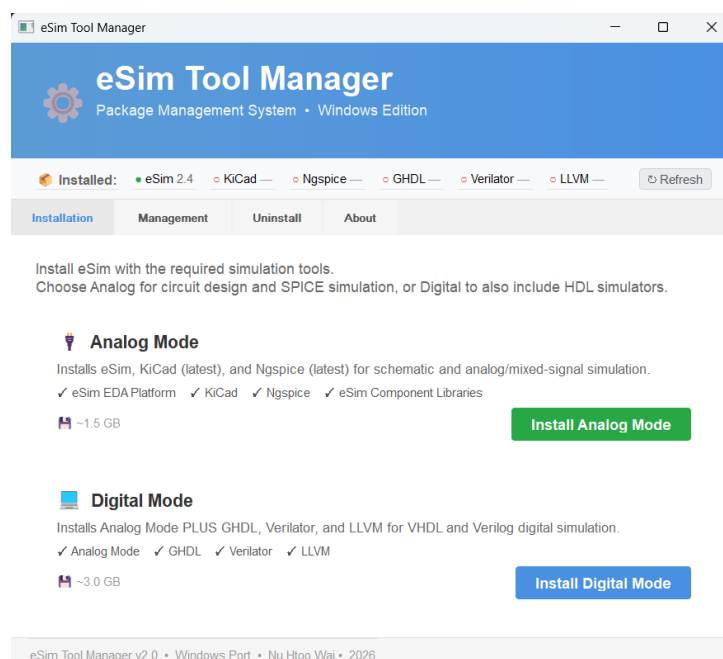 eSim Tool Manager
eSim Tool Manager
Package Management System • Windows Edition
Installed: ● eSim 2.4 ○ KiCad — ○ Ngspice — ○ GHDL — ○ Verilator — ○ LLVM — ↻ Refresh
Installation Management Uninstall About
Install eSim with the required simulation tools.
Choose Analog for circuit design and SPICE simulation, or Digital to also include HDL simulators.
Analog Mode
Installs eSim, KiCad (latest), and Ngspice (latest) for schematic and analog/mixed-signal simulation.
✓ eSim EDA Platform ✓ KiCad ✓ Ngspice ✓ eSim Component Libraries
~1.5 GB
Install Analog Mode
Digital Mode
Installs Analog Mode PLUS GHDL, Verilator, and LLVM for VHDL and Verilog digital simulation.
✓ Analog Mode ✓ GHDL ✓ Verilator ✓ LLVM
~3.0 GB
Install Digital Mode
eSim Tool Manager v2.0 • Windows Port • Nu Htoo Wai • 2026